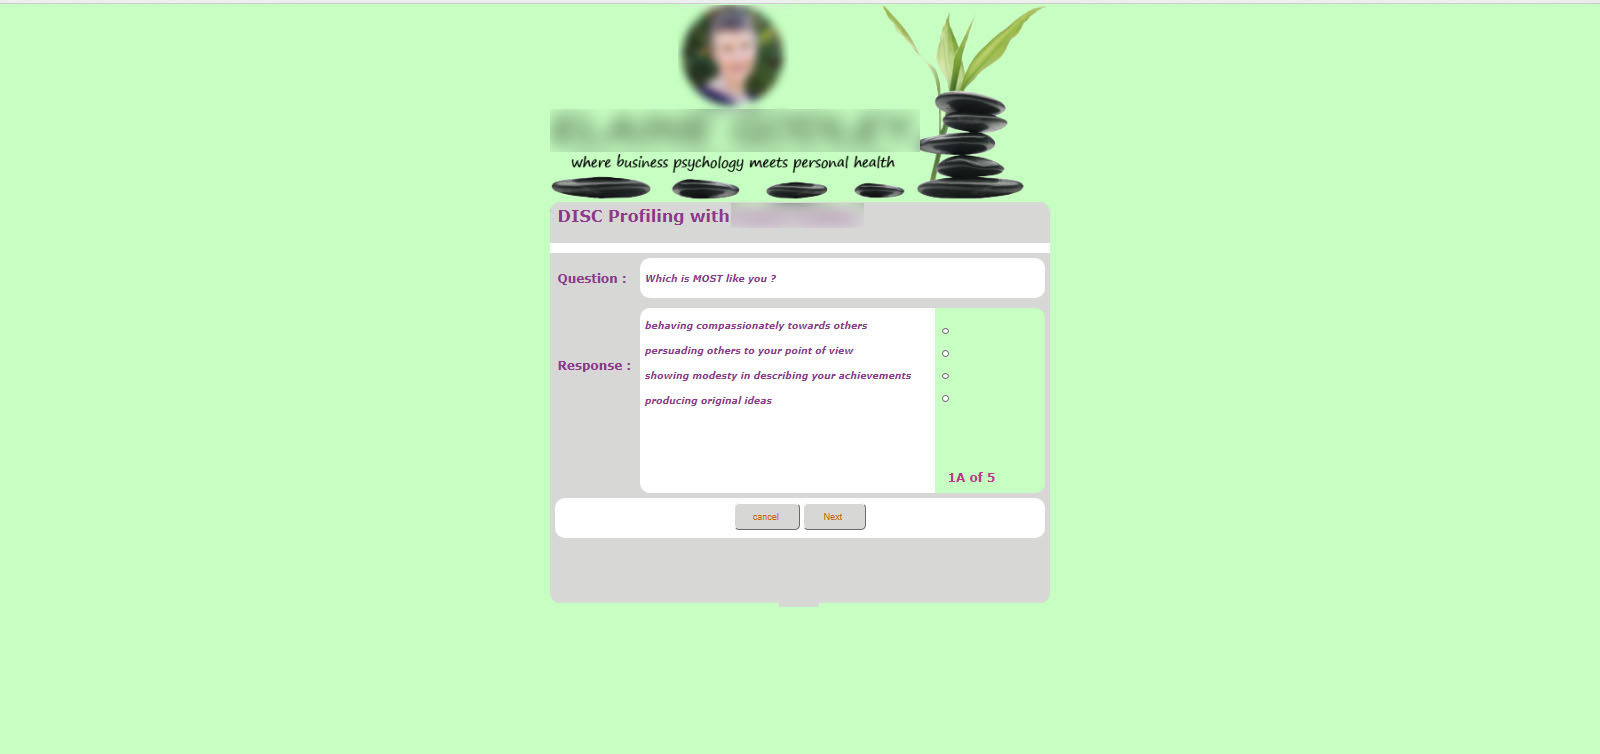 where business psychology meets personal health
DISC Profiling with
Question :
Which is MOST like you ?
Response :
behaving compassionately towards others
persuading others to your point of view
showing modesty in describing your achievements
producing original ideas
1A of 5
cancel
Next